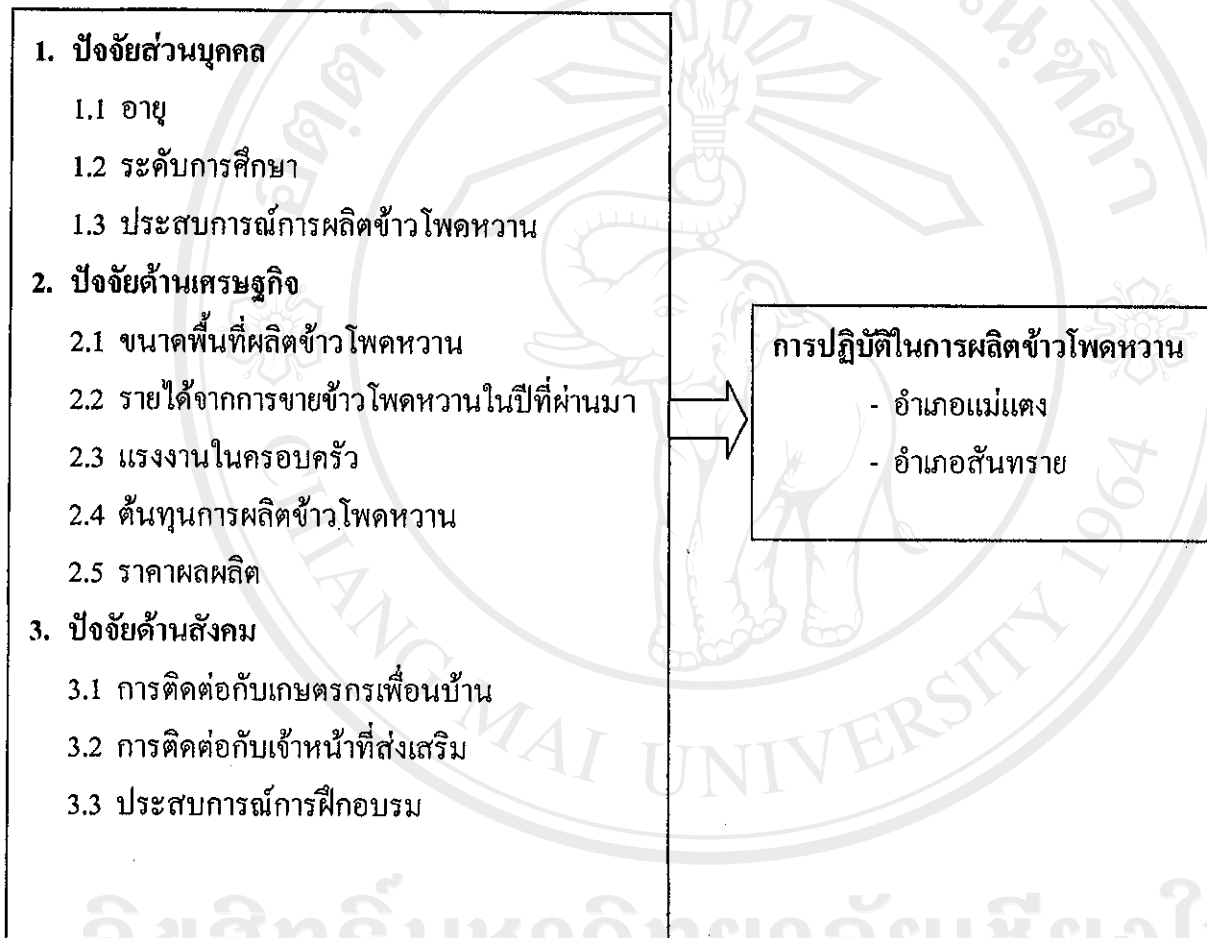 1. ปัจจัยส่วนบุคคล
1.1 อายุ
1.2 ระดับการศึกษา
1.3 ประสบการณ์การผลิตข้าวโพดหวาน
2. ปัจจัยด้านเศรษฐกิจ
2.1 ขนาดพื้นที่ผลิตข้าวโพดหวาน
2.2 รายได้จากการขายข้าวโพดหวานในปีที่ผ่านมา
2.3 แรงงานในครอบครัว
2.4 ต้นทุนการผลิตข้าวโพดหวาน
2.5 ราคาผลผลิต
3. ปัจจัยด้านสังคม
3.1 การติดต่อกับเกษตรกรเพื่อนบ้าน
3.2 การติดต่อกับเจ้าหน้าที่ส่งเสริม
3.3 ประสบการณ์การฝึกอบรม
การปฏิบัติในการผลิตข้าวโพดหวาน
- อำเภอแม่แตง
- อำเภอสันทราย
CHIANG MAI UNIVERSITY 1964